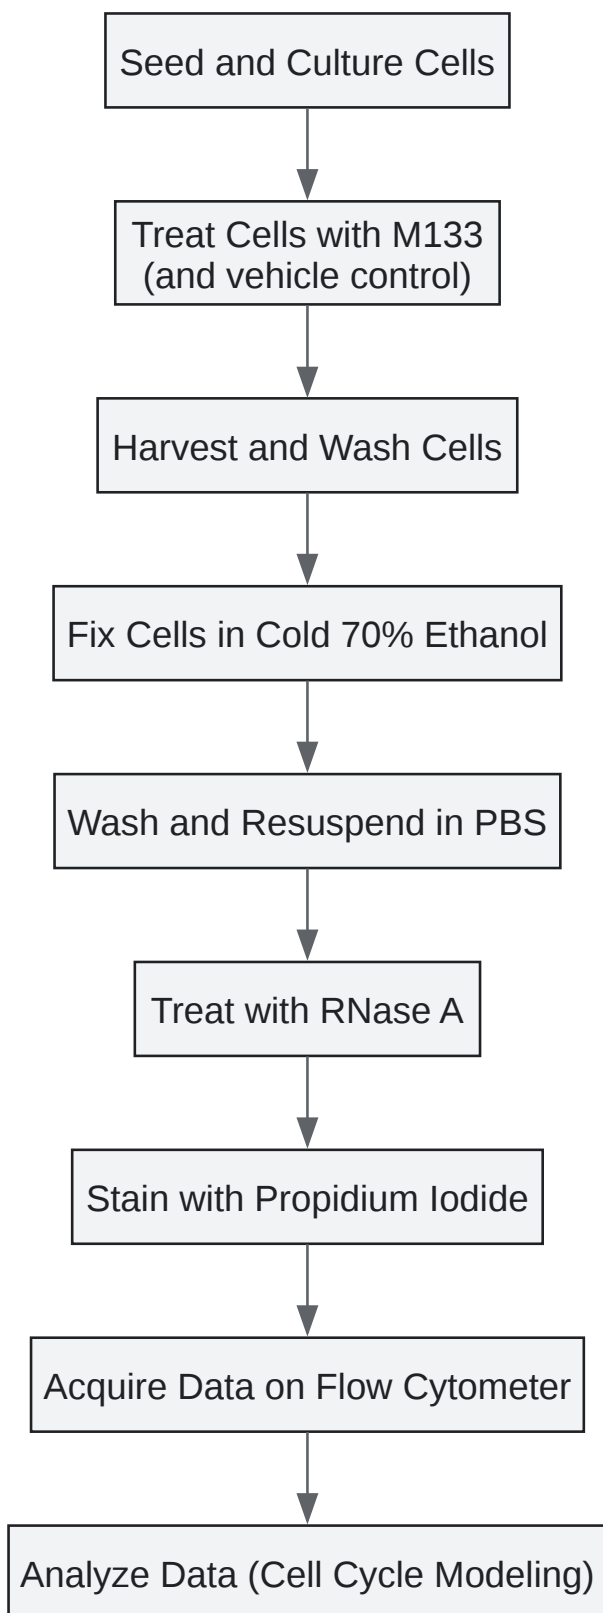 Seed and Culture Cells
Treat Cells with M133
(and vehicle control)
Harvest and Wash Cells
Fix Cells in Cold 70% Ethanol
Wash and Resuspend in PBS
Treat with RNase A
Stain with Propidium Iodide
Acquire Data on Flow Cytometer
Analyze Data (Cell Cycle Modeling)